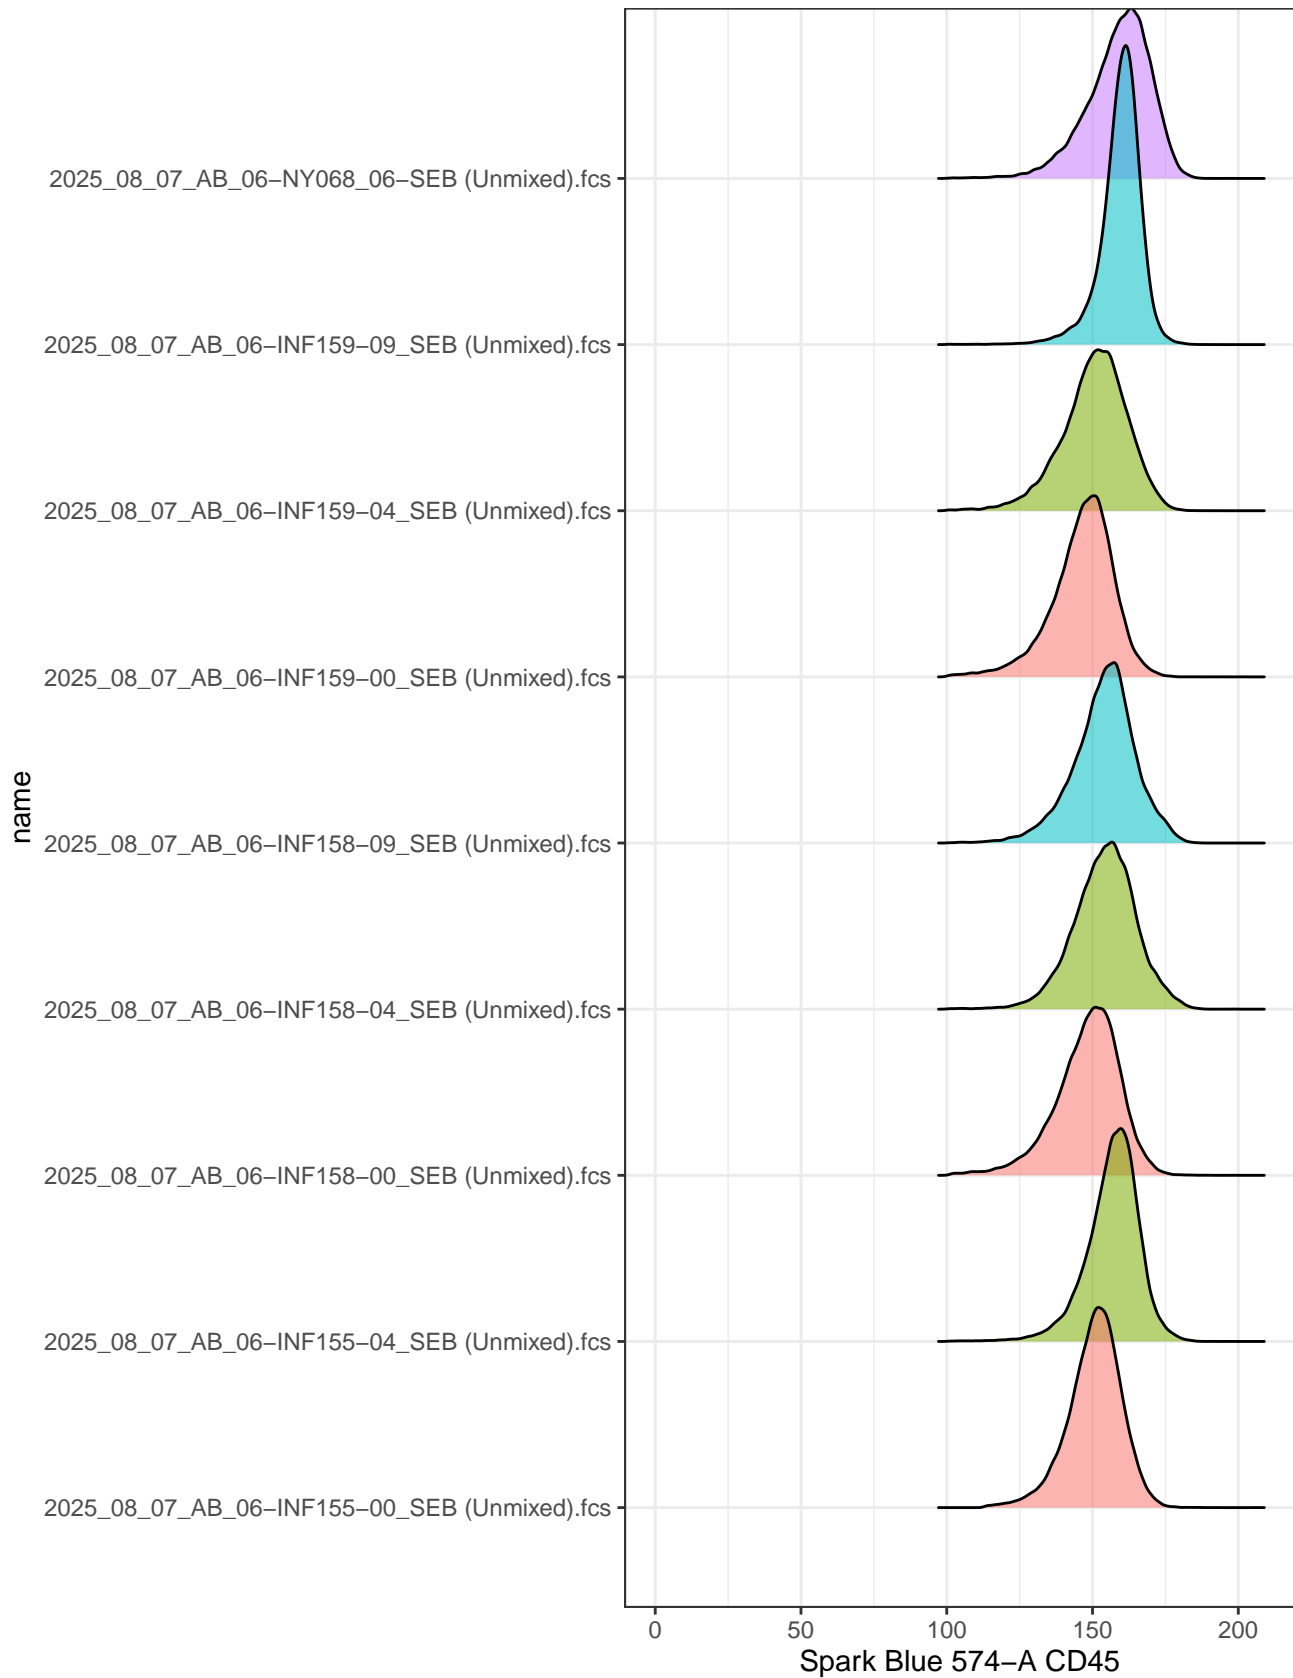 2025_08_07_AB_06−NY068_06−SEB (Unmixed).fcs
2025_08_07_AB_06−INF159−09_SEB (Unmixed).fcs
2025_08_07_AB_06−INF159−04_SEB (Unmixed).fcs
2025_08_07_AB_06−INF159−00_SEB (Unmixed).fcs
name
2025_08_07_AB_06−INF158−09_SEB (Unmixed).fcs
2025_08_07_AB_06−INF158−04_SEB (Unmixed).fcs
2025_08_07_AB_06−INF158−00_SEB (Unmixed).fcs
2025_08_07_AB_06−INF155−04_SEB (Unmixed).fcs
2025_08_07_AB_06−INF155−00_SEB (Unmixed).fcs
0 50 100 150 200
Spark Blue 574−A CD45